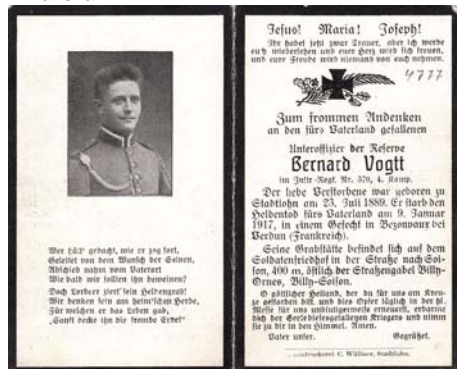 Wer hätt' gedacht, wie er zog fort,
Geleitet von dem Wunsch der Seinen,
Abschied nahm vom Vaterort
Wie bald wir sollten ihn beweinen?
Doch Lorbeer ziert sein Heldengrab!
Wir denken sein am heim'schen Herde,
Für welchen er das Leben gab,
„Sanft decke ihn die fremde Erde!"
Jesus! Maria! Joseph!
Ihr habet jetzt zwar Trauer, aber ich werde
euch wiedersehen und euer Herz wird sich freuen,
und eure Freude wird niemand von euch nehmen.
4777
Zum frommen Andenken
an den fürs Vaterland gefallenen
Unteroffizier der Reserve
Bernard Vogtt
im Inftr.-Regt. Nr. 370, 4. Komp.
Der liebe Verstorbene war geboren zu
Stadtlohn am 23. Juli 1889. Er starb den
Heldentod fürs Vaterland am 9. Januar
1917, in einem Gefecht in Bezonvaux bei
Verdun (Frankreich).
Seine Grabstätte befindet sich auf dem
Soldatenfriedhof in der Straße nach Soi-
son, 400 m, östlich der Straßengabel Billy-
Ornes, Billy-Soison.
O göttlicher Heiland, der du für uns am Kreu-
ze gestorben bist und dies Opfer täglich in der hl.
Messe für uns unblutigerweise erneuerst, erbarme
dich der Seele dieses gefallenen Kriegers und nimm
sie zu dir in den Himmel. Amen.
Vater unser. Gegrüßet.
C. Wüllner, Stadtlohn.